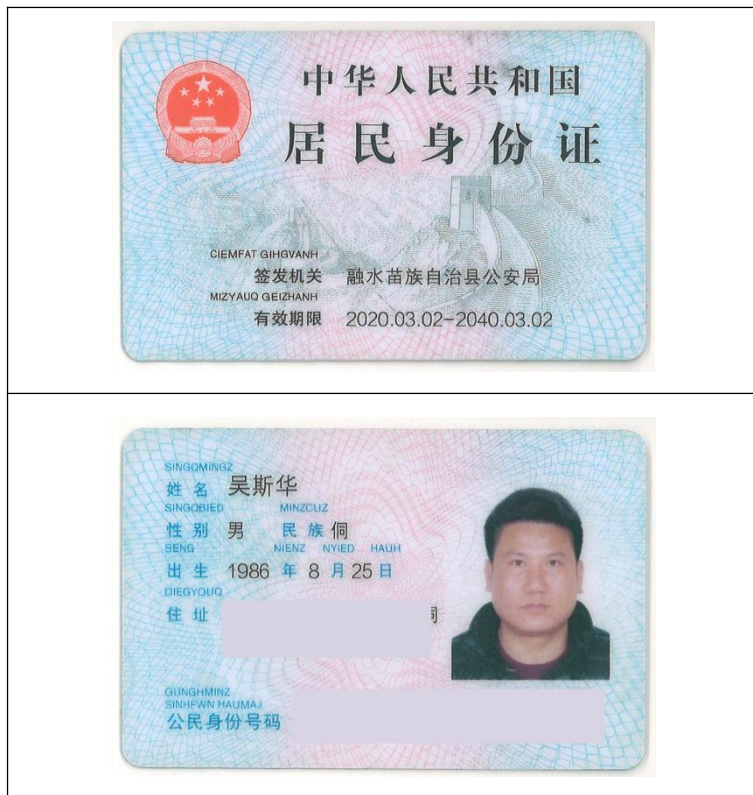 中华人民共和国
居民身份证
CIEMFAT GIHGVANH
签发机关 融水苗族自治县公安局
MIZYAUQ GEIZHANH
有效期限 2020.03.02-2040.03.02
SINGQMINGZ
姓名 吴斯华
SINGQBIED MINZCUZ
性别 男 民族 侗
SENG NIENZ NYIED HAUH
出生 1986 年 8 月 25 日
DIEGYOUQ
住址
GUNGHMINZ
SINHFWN HAUMAJ
公民身份号码